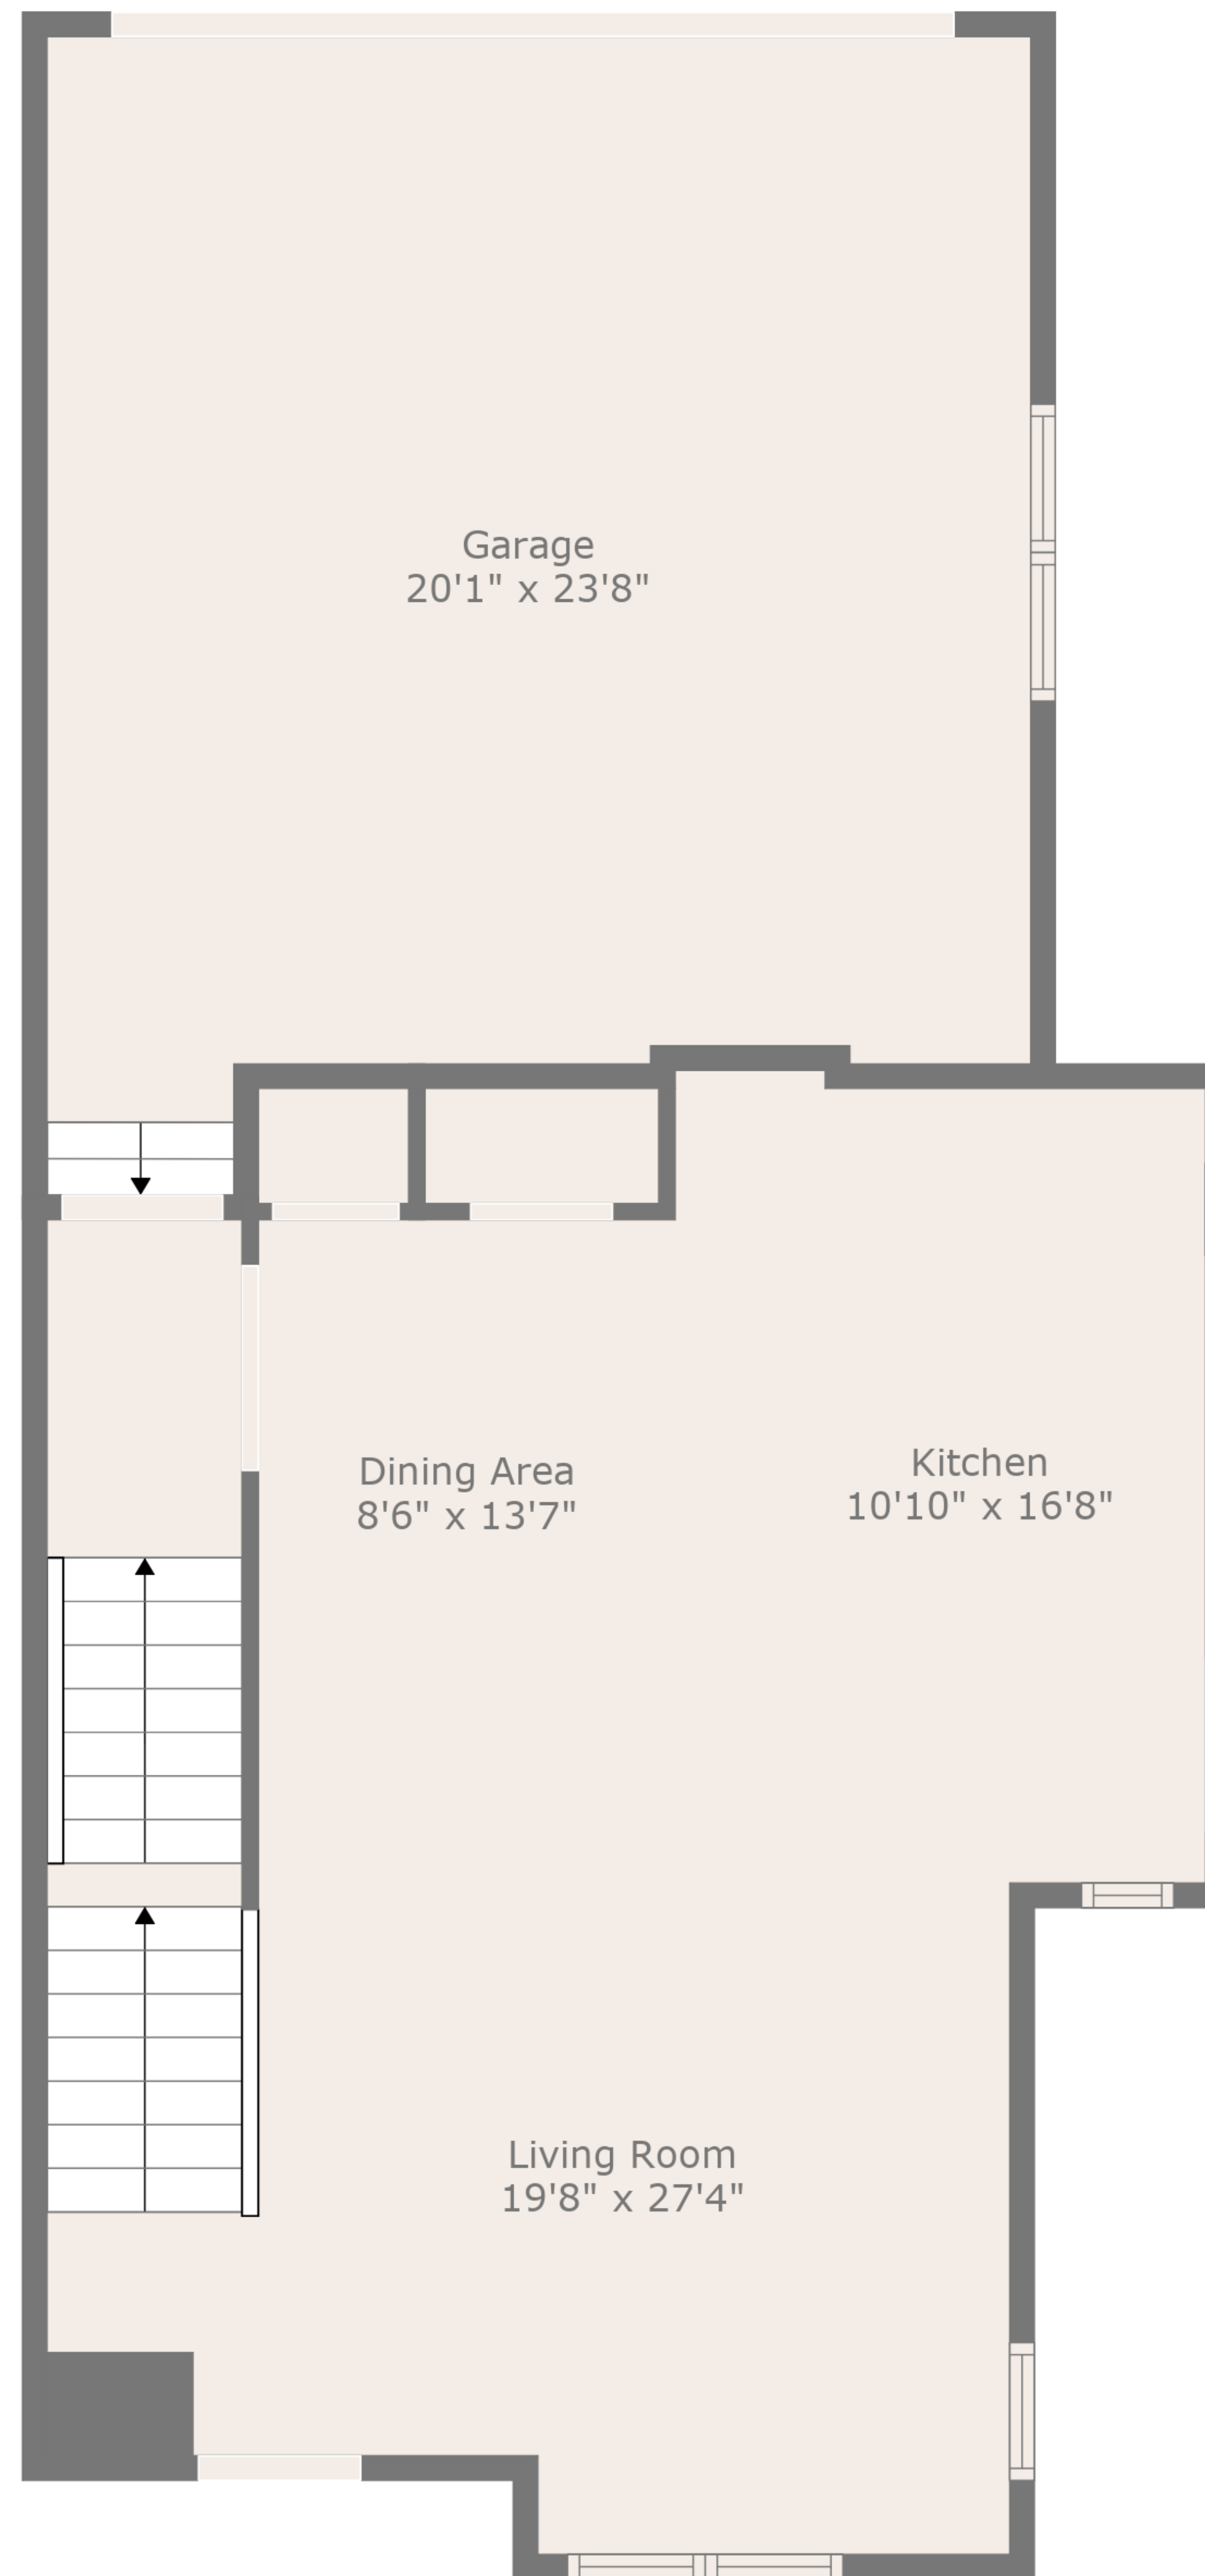 Garage
20'1" x 23'8"
Dining Area
8'6" x 13'7"
Kitchen
10'10" x 16'8"
Living Room
19'8" x 27'4"